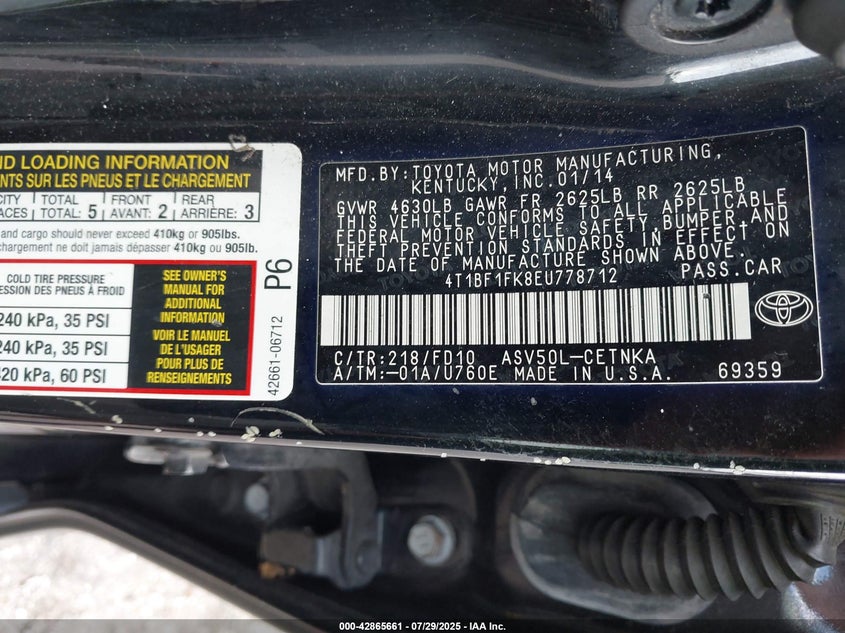 ND LOADING INFORMATION
ENTS SUR LES PNEUS ET LE CHARGEMENT
CITY TOTAL FRONT REAR
ACES TOTAL: 5 AVANT: 2 ARRIÈRE: 3
and cargo should never exceed 410kg or 905lbs.
chargement ne doit jamais dépasser 410kg ou 905lb.
COLD TIRE PRESSURE
ESSION DES PNEUS À FROID
240 kPa, 35 PSI
240 kPa, 35 PSI
420 kPa, 60 PSI
SEE OWNER'S
MANUAL FOR
ADDITIONAL
INFORMATION
VOIR LE MANUEL
DE L'USAGER
POUR PLUS DE
RENSEIGNEMENTS
P6
42661-06712
MFD.BY:TOYOTA MOTOR MANUFACTURING,
KENTUCKY,INC.01/14
GVWR 4630LB GAWR FR 2625LB RR 2625LB
THIS VEHICLE CONFORMS TO ALL APPLICABLE
FEDERAL MOTOR VEHICLE SAFETY,BUMPER,AND
THEFT PREVENTION STANDARDS IN EFFECT ON
THE DATE OF MANUFACTURE SHOWN ABOVE.
4T1BF1FK8EU778712 PASS.CAR
C/TR:218/FD10 ASV50L-CETNKA
A/TM:-01A/U760E MADE IN U.S.A. 69359
000-42865661 / 07/29/2025 - IAA Inc.